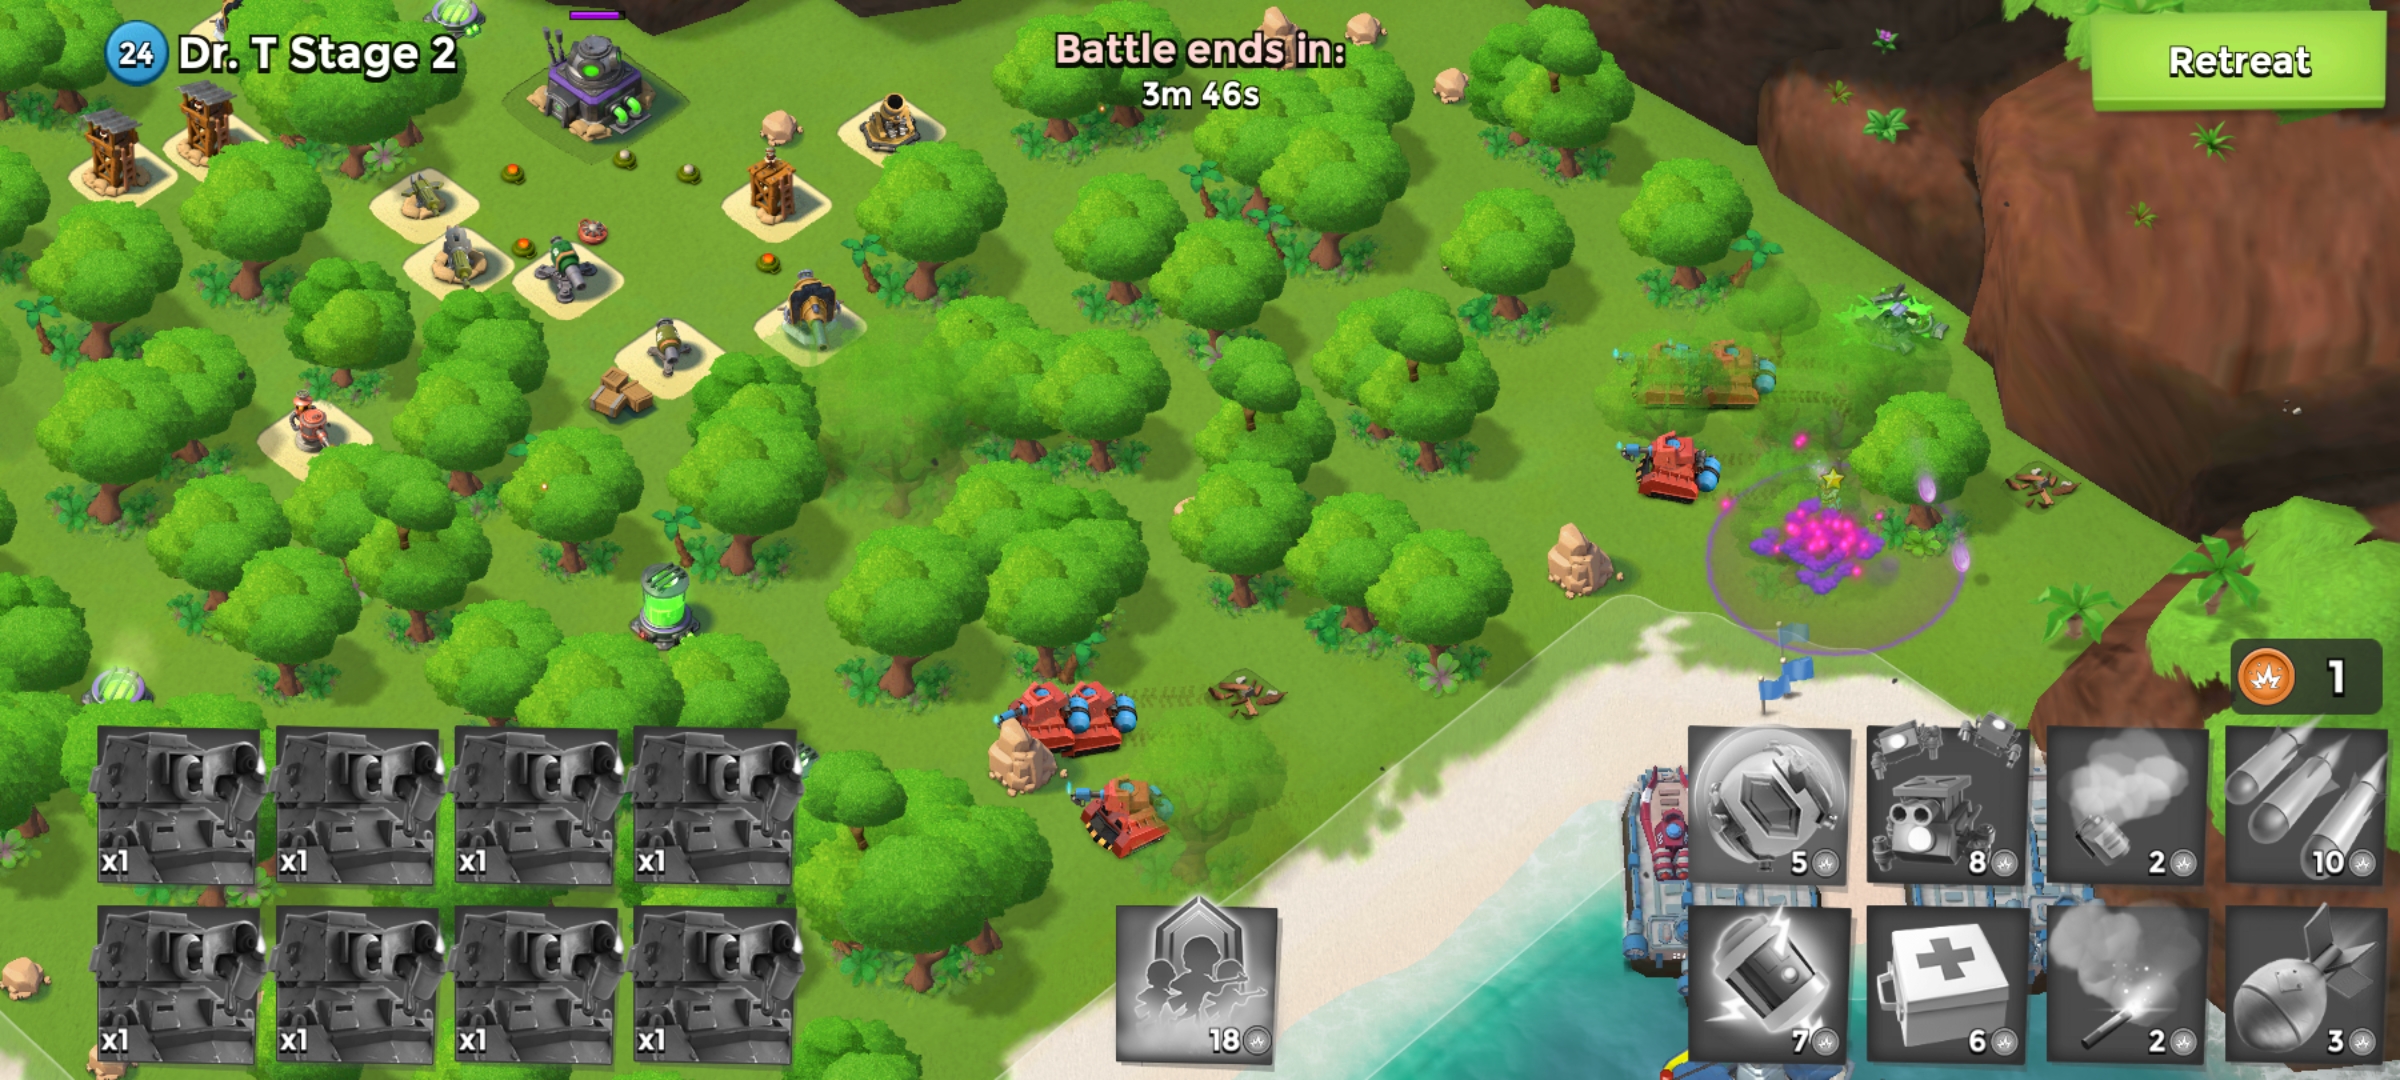 24 Dr. T Stage 2
Battle ends in:
3m 46s
Retreat
1
x1 x1 x1 x1
5 8 2 10
x1 x1 x1 x1
18
7 6 2 3